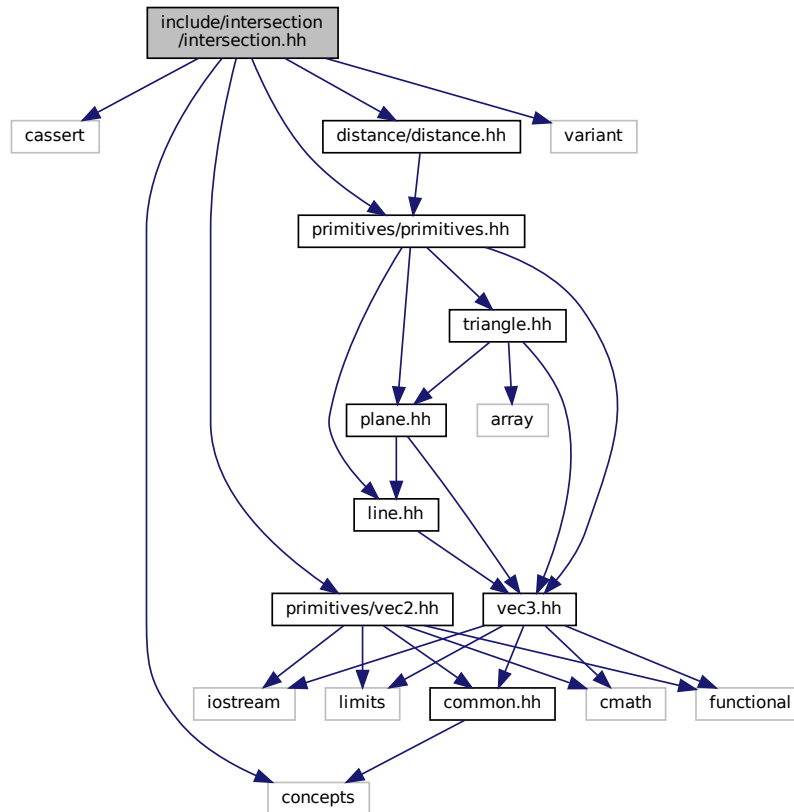 include/intersection
/intersection.hh
cassert
distance/distance.hh
variant
primitives/primitives.hh
triangle.hh
plane.hh
array
line.hh
primitives/vec2.hh
vec3.hh
iostream
limits
common.hh
cmath
functional
concepts